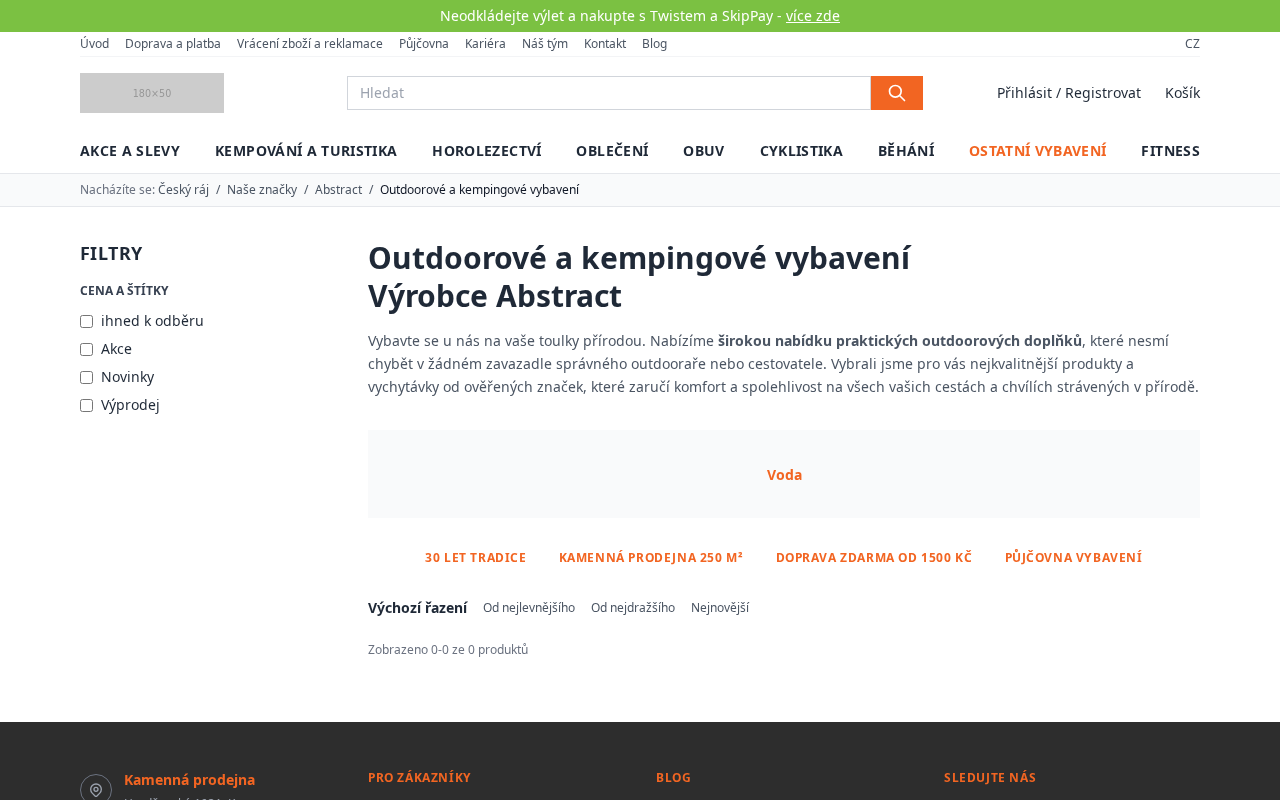 Neodkládejte výlet a nakupte s Twistem a SkipPay - více zde
Úvod Doprava a platba Vrácení zboží a reklamace Půjčovna Kariéra Náš tým Kontakt Blog CZ
180×50
Hledat
Přihlásit / Registrovat Košík
AKCE A SLEVY KEMPOVÁNÍ A TURISTIKA HOROLEZECTVÍ OBLEČENÍ OBUV CYKLISTIKA BĚHÁNÍ OSTATNÍ VYBAVENÍ FITNESS
Nacházíte se: Český ráj / Naše značky / Abstract / Outdoorové a kempingové vybavení
FILTRY
CENA A ŠTÍTKY
ihned k odběru
Akce
Novinky
Výprodej
Outdoorové a kempingové vybavení
Výrobce Abstract
Vybavte se u nás na vaše toulky přírodou. Nabízíme širokou nabídku praktických outdoorových doplňků, které nesmí
chybět v žádném zavazadle správného outdooraře nebo cestovatele. Vybrali jsme pro vás nejkvalitnější produkty a
vychytávky od ověřených značek, které zaručí komfort a spolehlivost na všech vašich cestách a chvílích strávených v přírodě.
Voda
30 LET TRADICE KAMENNÁ PRODEJNA 250 M² DOPRAVA ZDARMA OD 1500 KČ PŮJČOVNA VYBAVENÍ
Výchozí řazení Od nejlevnějšího Od nejdražšího Nejnovější
Zobrazeno 0-0 ze 0 produktů
Kamenná prodejna
PRO ZÁKAZNÍKY
BLOG
SLEDUJTE NÁS